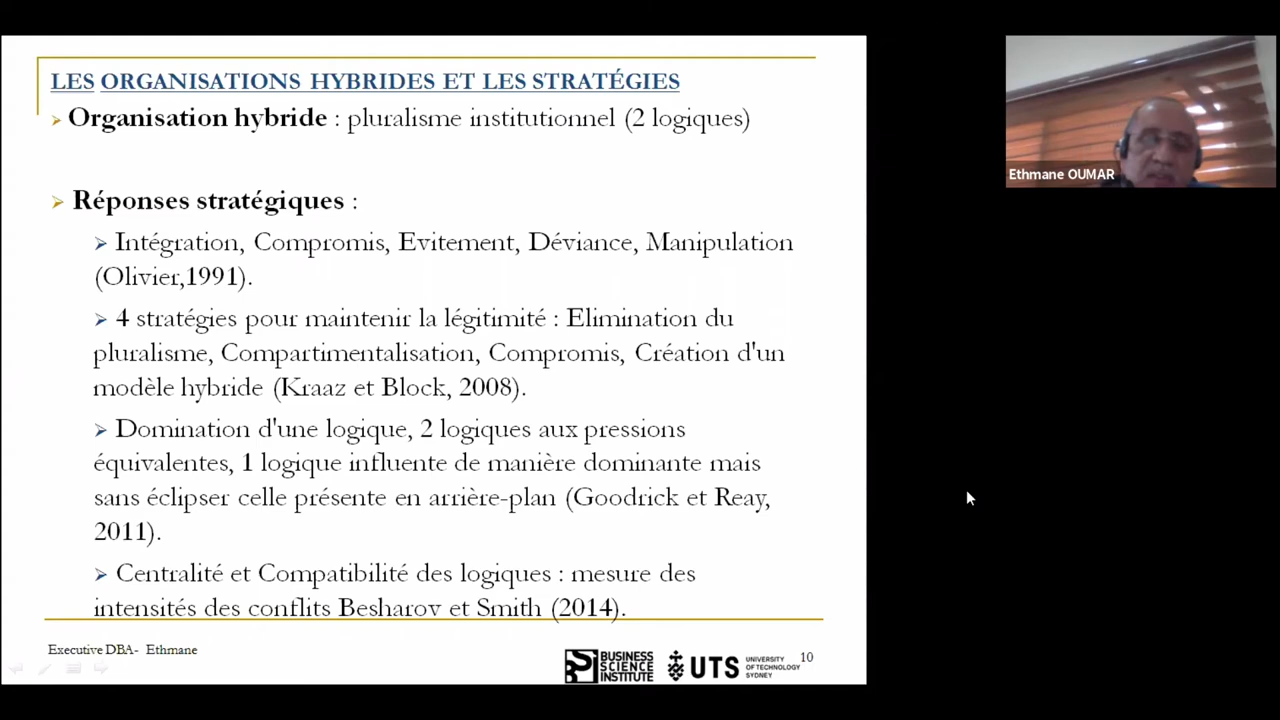 LES ORGANISATIONS HYBRIDES ET LES STRATÉGIES
Organisation hybride : pluralisme institutionnel (2 logiques)
Réponses stratégiques :
Intégration, Compromis, Evitement, Déviance, Manipulation
(Olivier,1991).
4 stratégies pour maintenir la légitimité : Elimination du
pluralisme, Compartimentalisation, Compromis, Création d'un
modèle hybride (Kraaz et Block, 2008).
Domination d'une logique, 2 logiques aux pressions
équivalentes, 1 logique influente de manière dominante mais
sans éclipser celle présente en arrière-plan (Goodrick et Reay,
2011).
Centralité et Compatibilité des logiques : mesure des
intensités des conflits Besharov et Smith (2014).
Executive DBA- Ethmane
BUSINESS
SCIENCE
INSTITUTE
UTS
UNIVERSITY
OF TECHNOLOGY
SYDNEY
10
Ethmane OUMAR